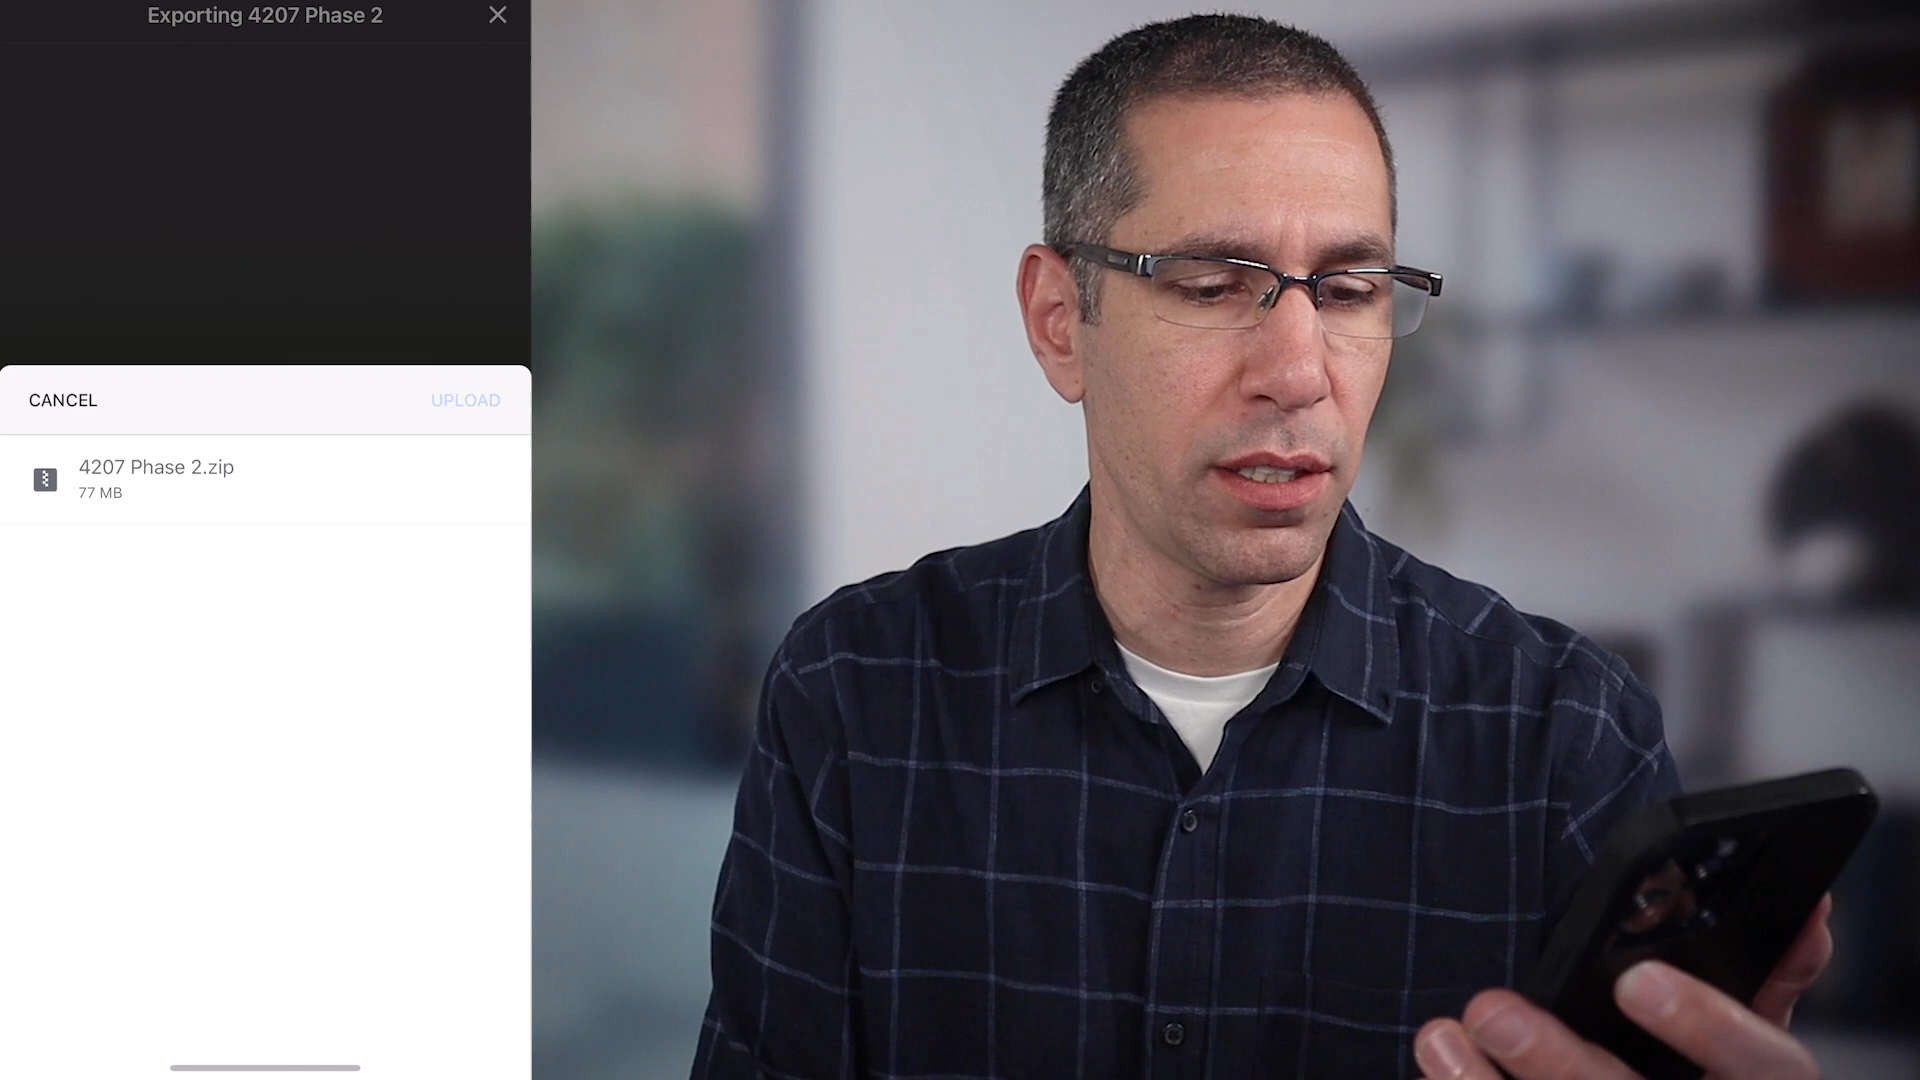 Exporting 4207 Phase 2
CANCEL
UPLOAD
4207 Phase 2.zip
77 MB